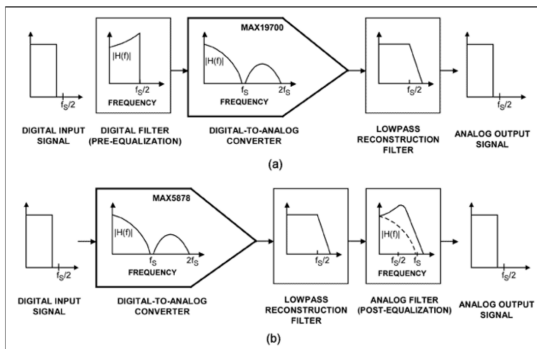 MAX19700
|H(f)|
|H(f)|
fS/2
fS/2
fS
2fS
fS/2
fS/2
FREQUENCY
FREQUENCY
DIGITAL INPUT
SIGNAL
DIGITAL FILTER
(PRE-EQUALIZATION)
DIGITAL-TO-ANALOG
CONVERTER
LOWPASS
RECONSTRUCTION
FILTER
ANALOG OUTPUT
SIGNAL
(a)
MAX5878
|H(f)|
|H(f)|
fS/2
fS
2fS
fS/2
fS/2
fS
fS/2
FREQUENCY
FREQUENCY
DIGITAL INPUT
SIGNAL
DIGITAL-TO-ANALOG
CONVERTER
LOWPASS
RECONSTRUCTION
FILTER
ANALOG FILTER
(POST-EQUALIZATION)
ANALOG OUTPUT
SIGNAL
(b)